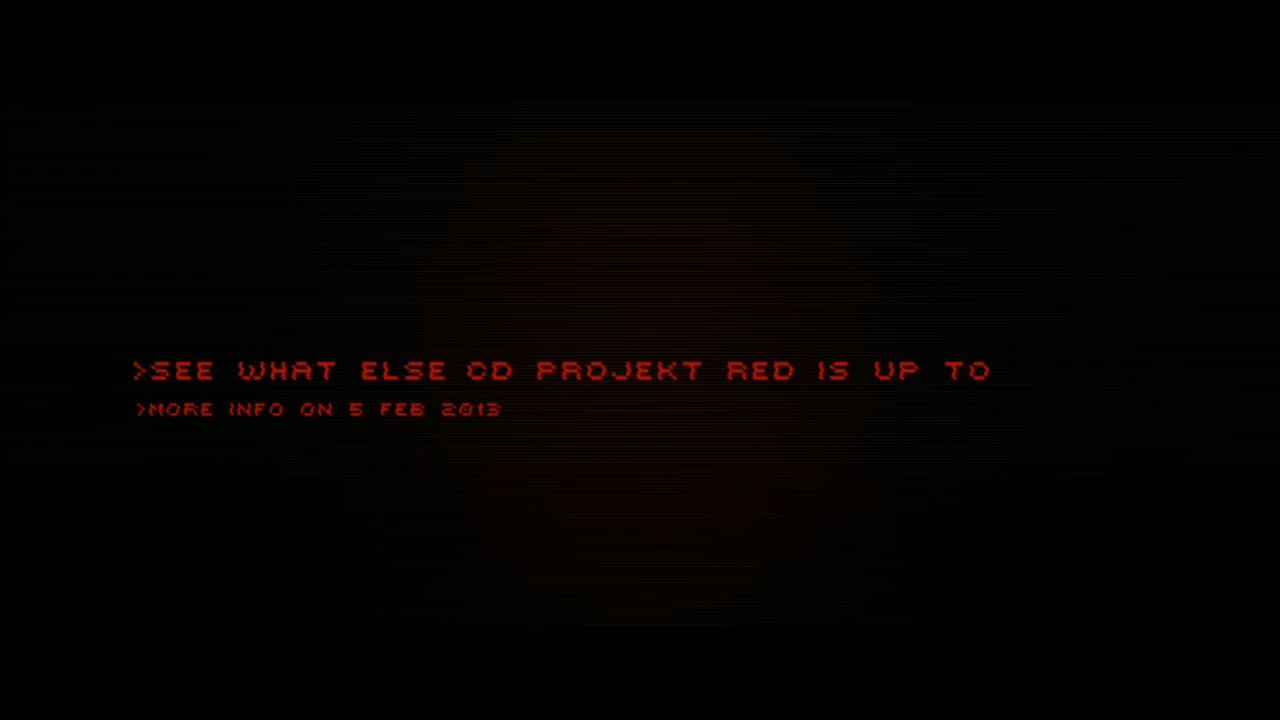 >SEE WHAT ELSE CD PROJEKT RED IS UP TO
>MORE INFO ON 5 FEB 2013